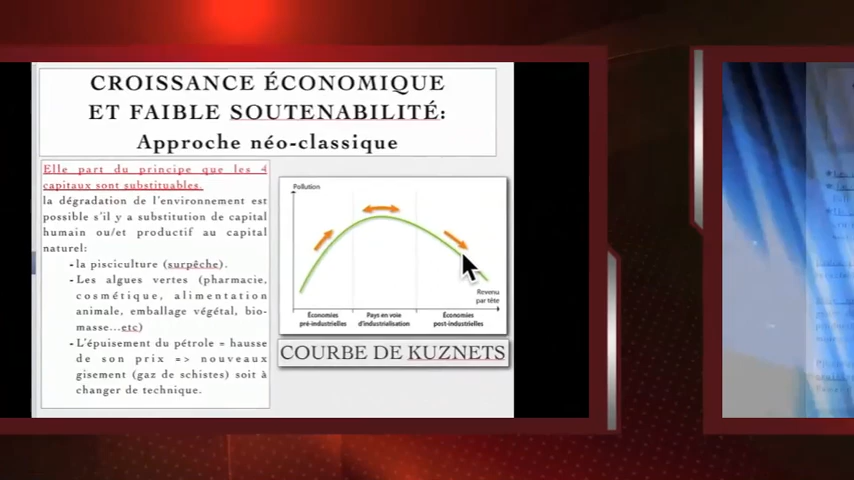 CROISSANCE ÉCONOMIQUE
ET FAIBLE SOUTENABILITÉ:
Approche néo-classique
Elle part du principe que les 4
capitaux sont substituables.
la dégradation de l'environement est
possible s'il y a substitution de capital
humain ou/et productif au capital
naturel:
- la pisciculture (surpêche).
- Les algues vertes (pharmacie,
cosmétique, alimentation
animale, emballage végétal, bio-
masse...etc)
- L'épuisement du pétrole = hausse
de son prix => nouveaux
gisement (gaz de schistes) soit à
changer de technique.
Pollution
Revenu
par tête
Économies
pré-industrielles
Pays en voie
d'industrialisation
Économies
post-industrielles
COURBE DE KUZNETS